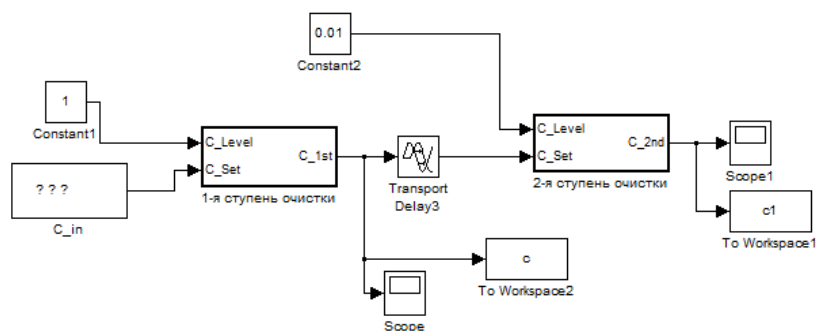 0.01
Constant2
1
Constant1
C_Level
C_Set
C_1st
1-я ступень очистки
? ? ?
C_in
Transport
Delay3
C_Level
C_Set
C_2nd
2-я ступень очистки
Scope1
c1
To Workspace1
c
To Workspace2
Scope